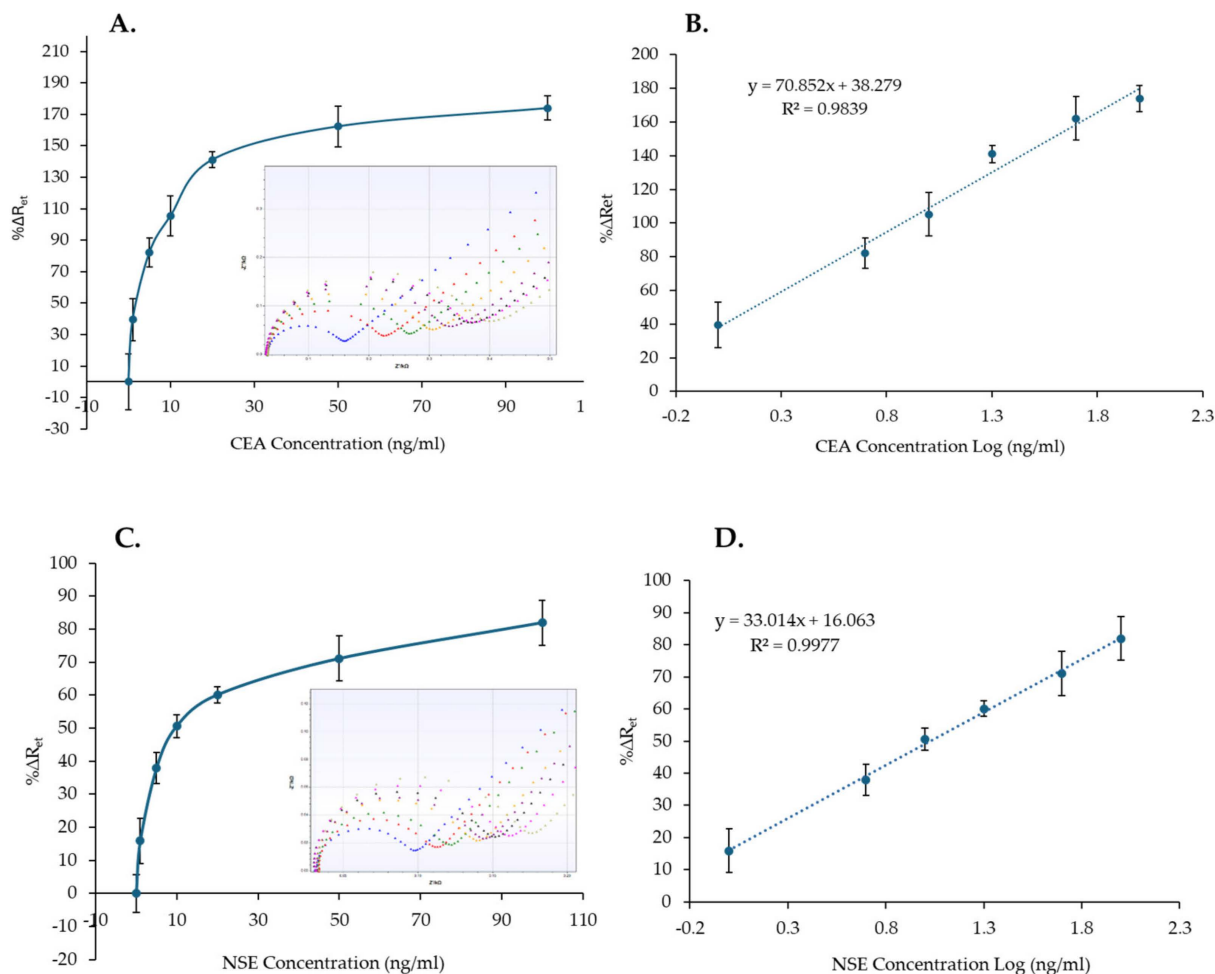 A.
210
190
170
150
130
110
90
70
50
30
10
-10
-30
%ΔRet
-10 10 30 50 70 90 1
CEA Concentration (ng/ml)
B.
y = 70.852x + 38.279
R² = 0.9839
200
180
160
140
120
100
80
60
40
20
0
%ΔRet
-0.2 0.3 0.8 1.3 1.8 2.3
CEA Concentration Log (ng/ml)
C.
100
90
80
70
60
50
40
30
20
10
0
-10
-20
%ΔRet
-10 10 30 50 70 90 110
NSE Concentration (ng/ml)
D.
y = 33.014x + 16.063
R² = 0.9977
100
90
80
70
60
50
40
30
20
10
0
%ΔRet
-0.2 0.3 0.8 1.3 1.8 2.3
NSE Concentration Log (ng/ml)